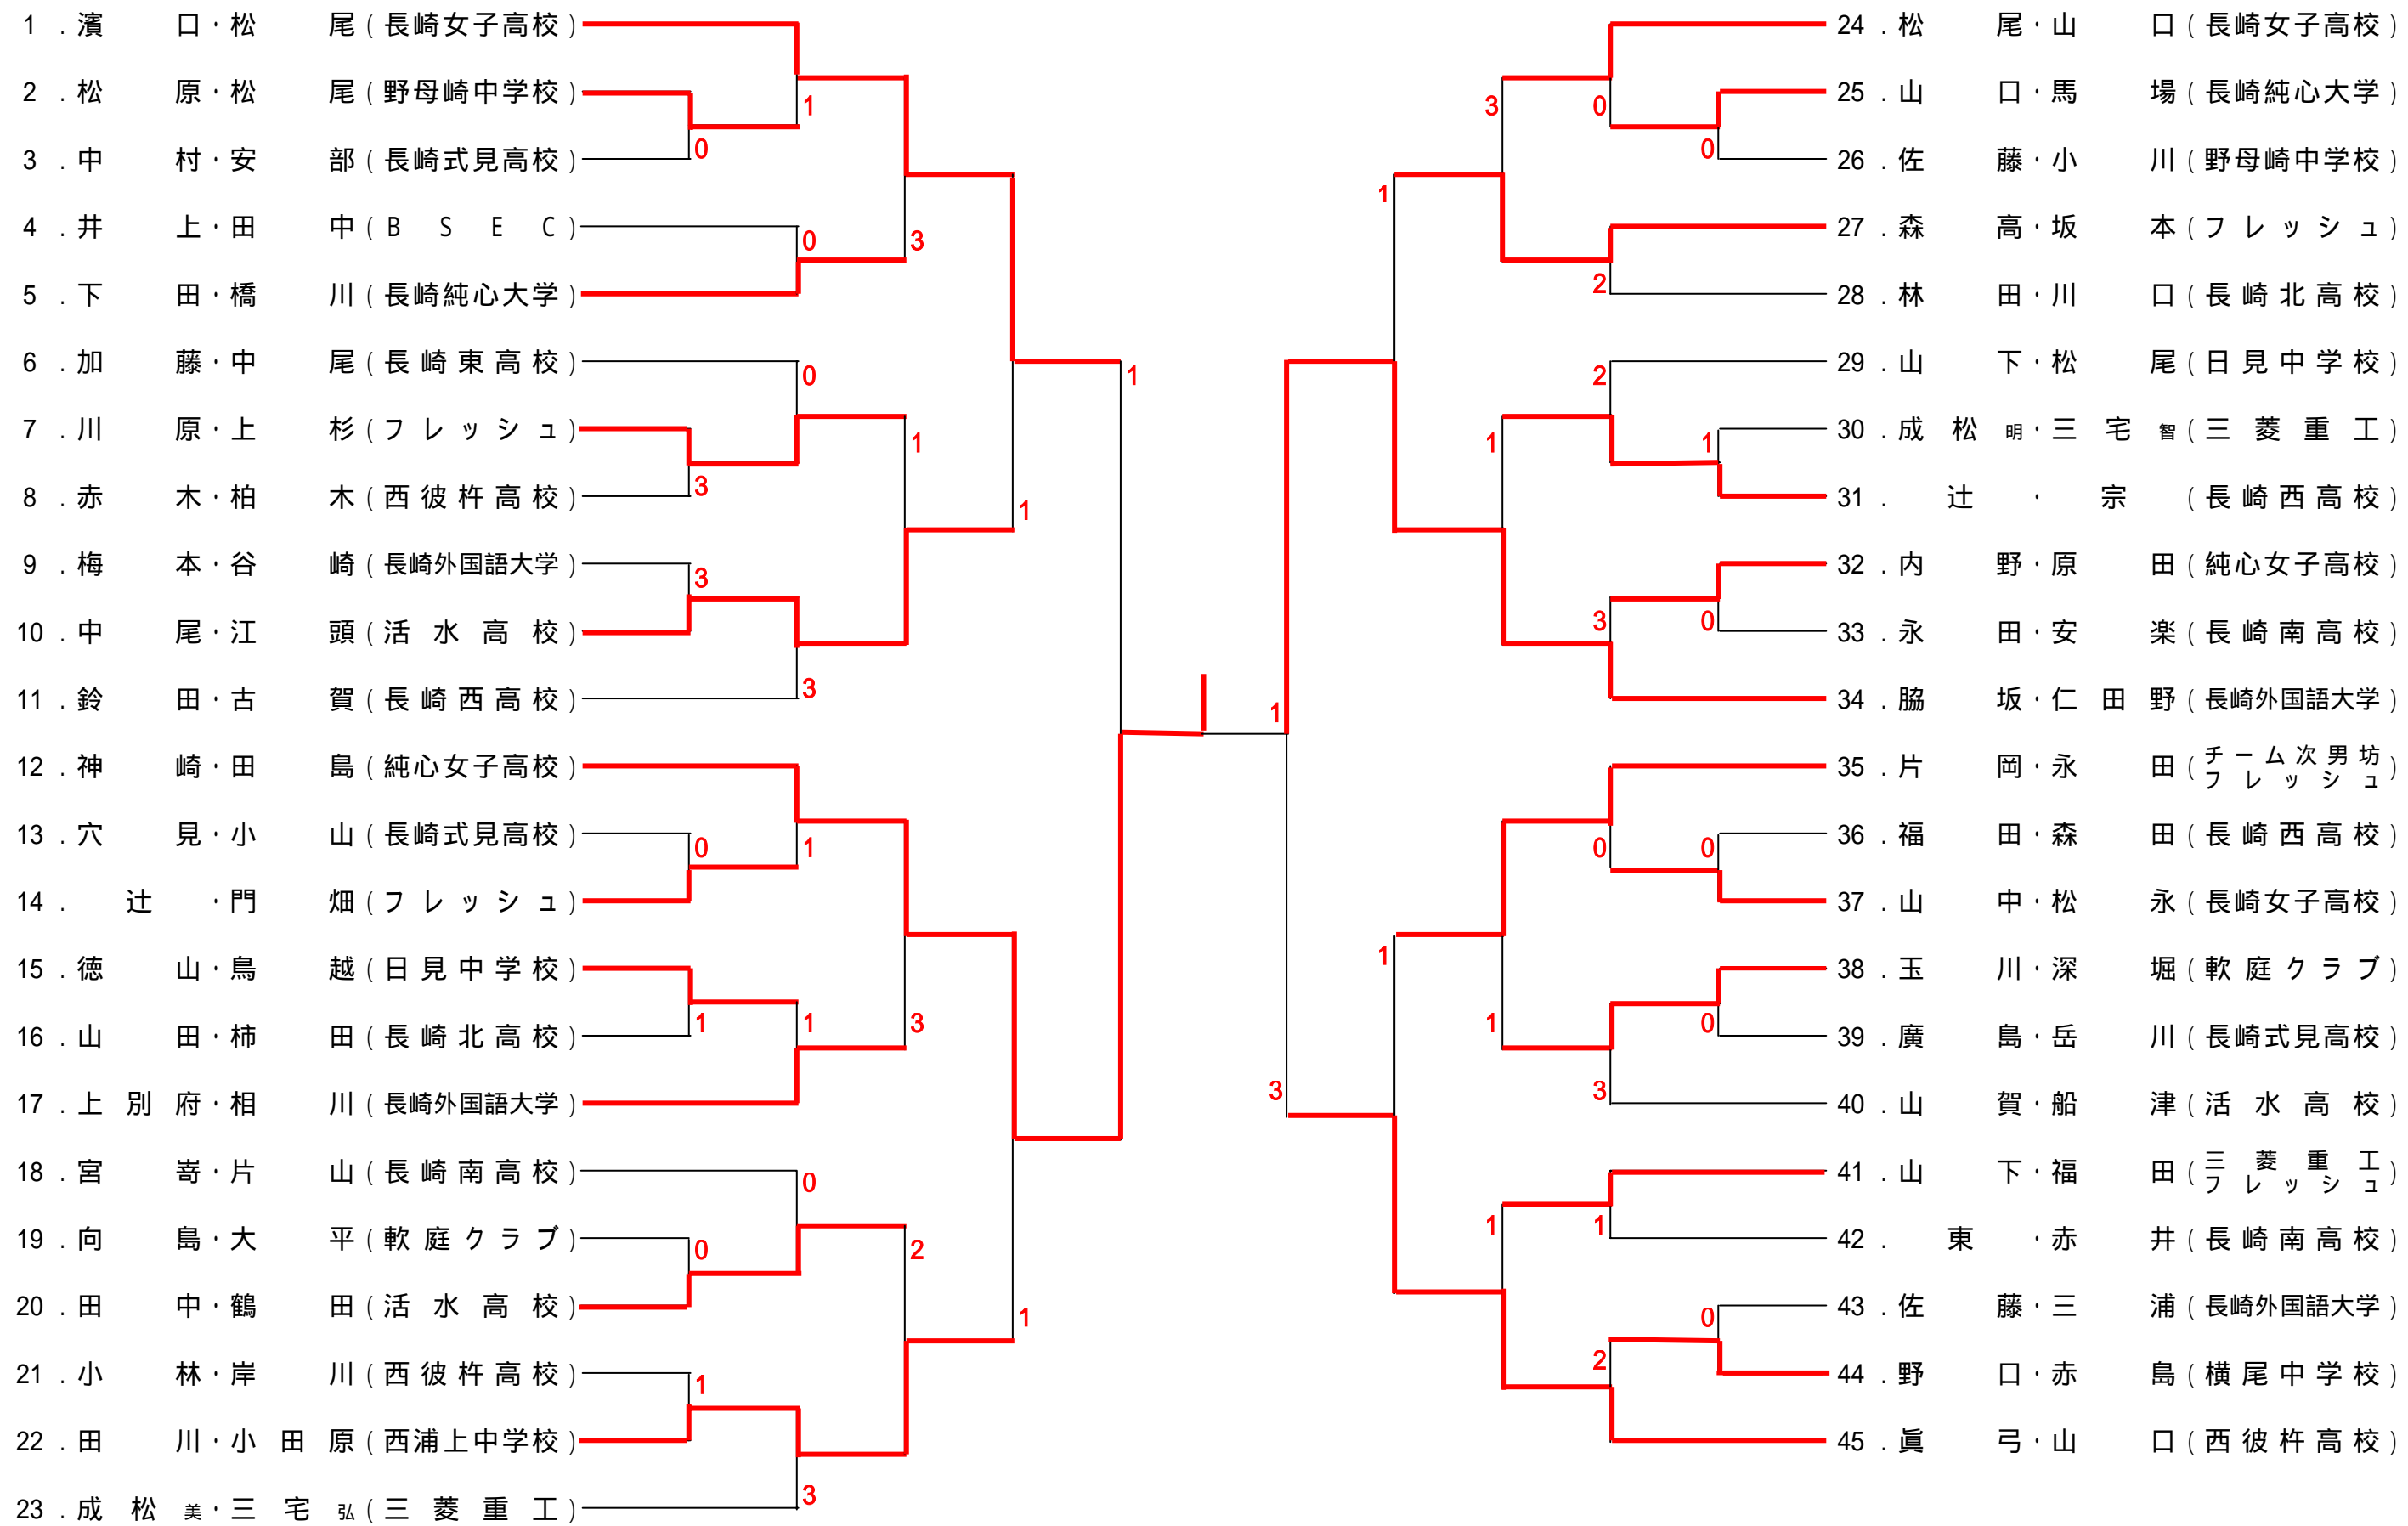 1 . 濱 口 · 松 尾 ( 長崎女子高校 )
2 . 松 原 · 松 尾 ( 野母崎中学校 )
3 . 中 村 · 安 部 ( 長崎式見高校 )
4 . 井 上 · 田 中 ( B S E C )
5 . 下 田 · 橋 川 ( 長崎純心大学 )
6 . 加 藤 · 中 尾 ( 長崎東高校 )
7 . 川 原 · 上 杉 ( フレッシュ )
8 . 赤 木 · 柏 木 ( 西彼杵高校 )
9 . 梅 本 · 谷 崎 ( 長崎外国語大学 )
10 . 中 尾 · 江 頭 ( 活水高校 )
11 . 鈴 田 · 古 賀 ( 長崎西高校 )
12 . 神 崎 · 田 島 ( 純心女子高校 )
13 . 穴 見 · 小 山 ( 長崎式見高校 )
14 . 辻 · 門 畑 ( フレッシュ )
15 . 徳 山 · 鳥 越 ( 日見中学校 )
16 . 山 田 · 柿 田 ( 長崎北高校 )
17 . 上 別 府 · 相 川 ( 長崎外国語大学 )
18 . 宮 嵜 · 片 山 ( 長崎南高校 )
19 . 向 島 · 大 平 ( 軟庭クラブ )
20 . 田 中 · 鶴 田 ( 活水高校 )
21 . 小 林 · 岸 川 ( 西彼杵高校 )
22 . 田 川 · 小 田 原 ( 西浦上中学校 )
23 . 成 松 美 · 三 宅 弘 ( 三菱重工 )
1
0
0
3
0
3
1
3
3
1
1
0
1
1
1
3
0
0
2
1
3
1
1
3
0
0
1
2
2
1
1
3
0
1
0
0
1
1
0
3
3
1
1
0
2
24 . 松 尾 · 山 口 ( 長崎女子高校 )
25 . 山 口 · 馬 場 ( 長崎純心大学 )
26 . 佐 藤 · 小 川 ( 野母崎中学校 )
27 . 森 高 · 坂 本 ( フレッシュ )
28 . 林 田 · 川 口 ( 長崎北高校 )
29 . 山 下 · 松 尾 ( 日見中学校 )
30 . 成 松 明 · 三 宅 智 ( 三菱重工 )
31 . 辻 · 宗 ( 長崎西高校 )
32 . 内 野 · 原 田 ( 純心女子高校 )
33 . 永 田 · 安 楽 ( 長崎南高校 )
34 . 脇 坂 · 仁 田 野 ( 長崎外国語大学 )
35 . 片 岡 · 永 田 ( チーム次男坊 フレッシュ )
36 . 福 田 · 森 田 ( 長崎西高校 )
37 . 山 中 · 松 永 ( 長崎女子高校 )
38 . 玉 川 · 深 堀 ( 軟庭クラブ )
39 . 廣 島 · 岳 川 ( 長崎式見高校 )
40 . 山 賀 · 船 津 ( 活水高校 )
41 . 山 下 · 福 田 ( 三菱重工 フレッシュ )
42 . 東 · 赤 井 ( 長崎南高校 )
43 . 佐 藤 · 三 浦 ( 長崎外国語大学 )
44 . 野 口 · 赤 島 ( 横尾中学校 )
45 . 眞 弓 · 山 口 ( 西彼杵高校 )